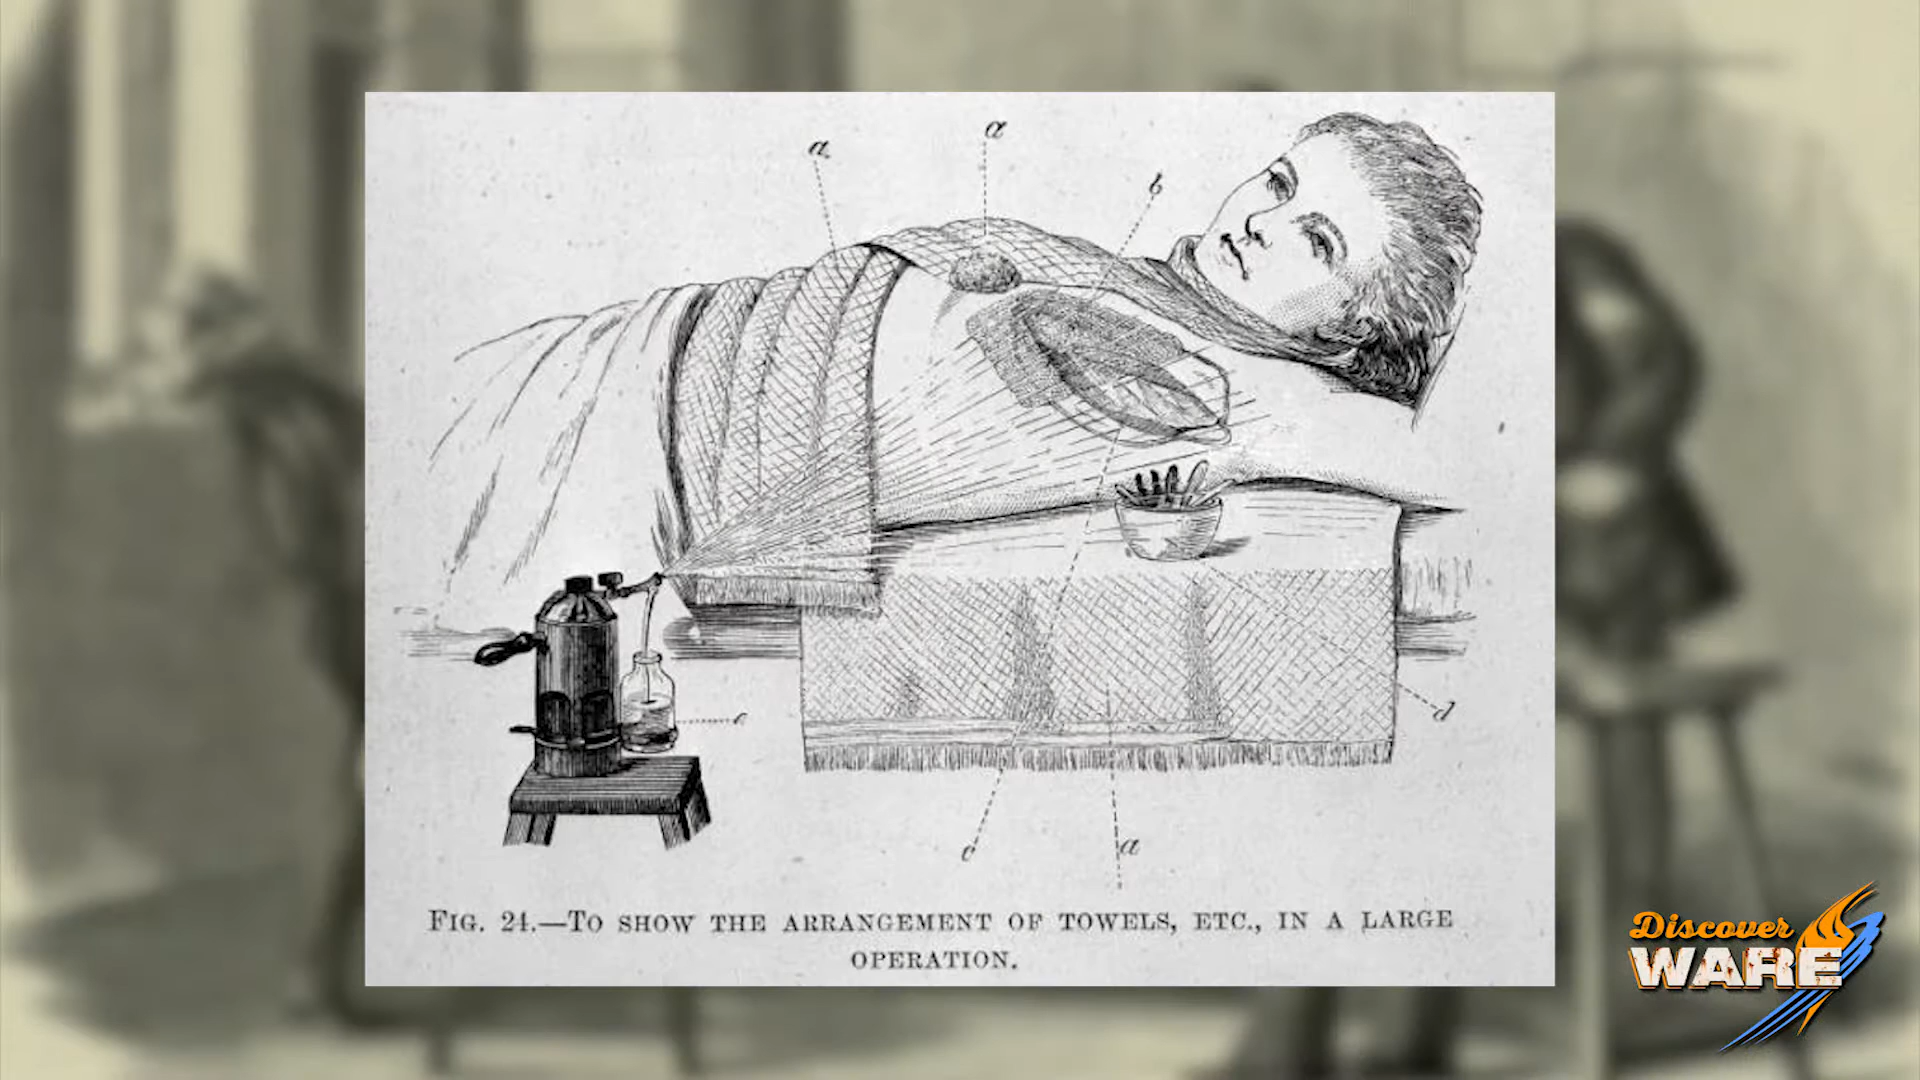 a
a
b
e
d
c
a
FIG. 24.—TO SHOW THE ARRANGEMENT OF TOWELS, ETC., IN A LARGE
OPERATION.
Discover
WARE